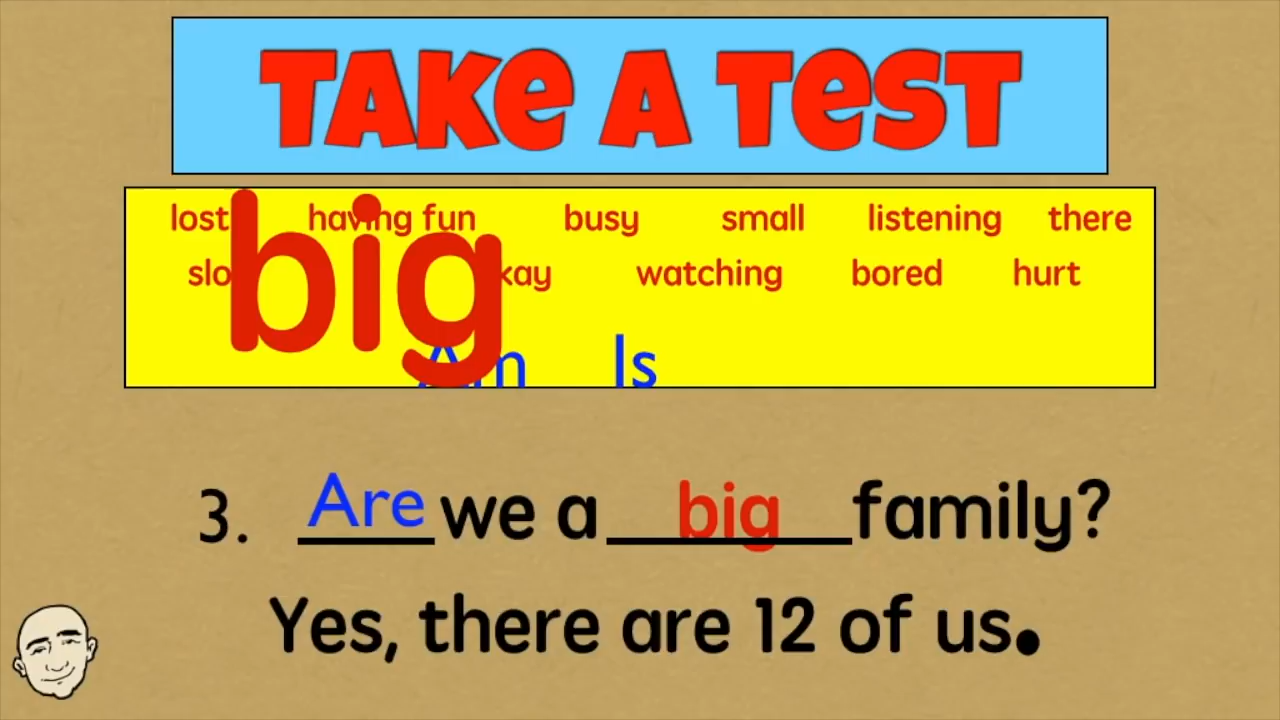 TAKE A TEST
lost having fun busy small listening there
big
watching bored hurt
Is
3. Are we a big family?
Yes, there are 12 of us.